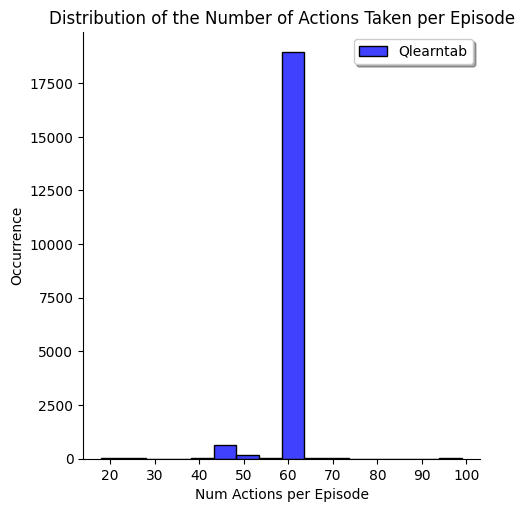 Distribution of the Number of Actions Taken per Episode
Qlearntab
17500
15000
12500
10000
7500
5000
2500
0
Occurrence
20 30 40 50 60 70 80 90 100
Num Actions per Episode